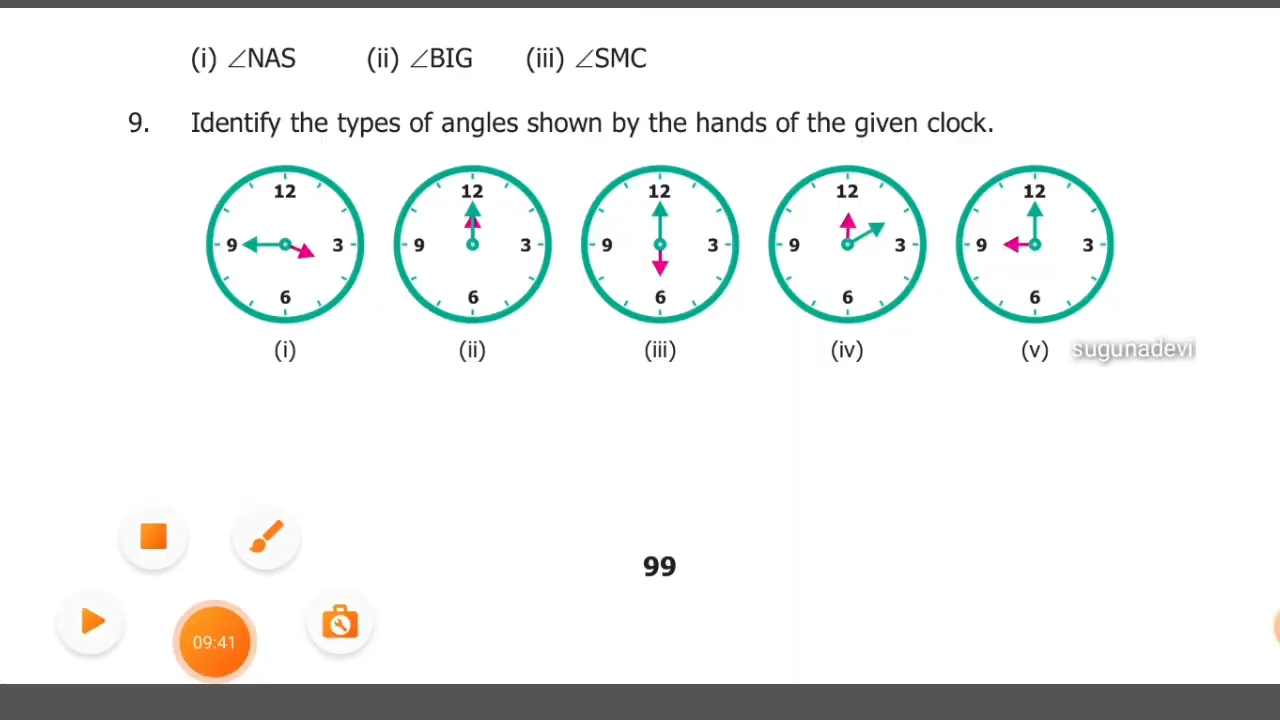 (i) ∠NAS (ii) ∠BIG (iii) ∠SMC
9. Identify the types of angles shown by the hands of the given clock.
12 12 12 12 12
9 3 9 3 9 3 9 3 9 3
6 6 6 6 6
(i) (ii) (iii) (iv) (v) sugunadevi
99
09:41